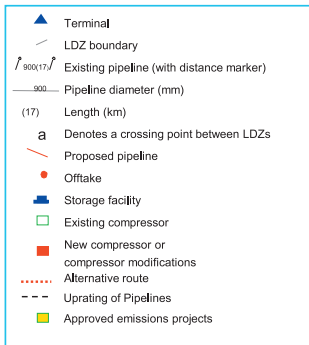 Terminal
LDZ boundary
900(17) Existing pipeline (with distance marker)
900 Pipeline diameter (mm)
(17) Length (km)
a Denotes a crossing point between LDZs
Proposed pipeline
Offtake
Storage facility
Existing compressor
New compressor or
compressor modifications
Alternative route
Uprating of Pipelines
Approved emissions projects